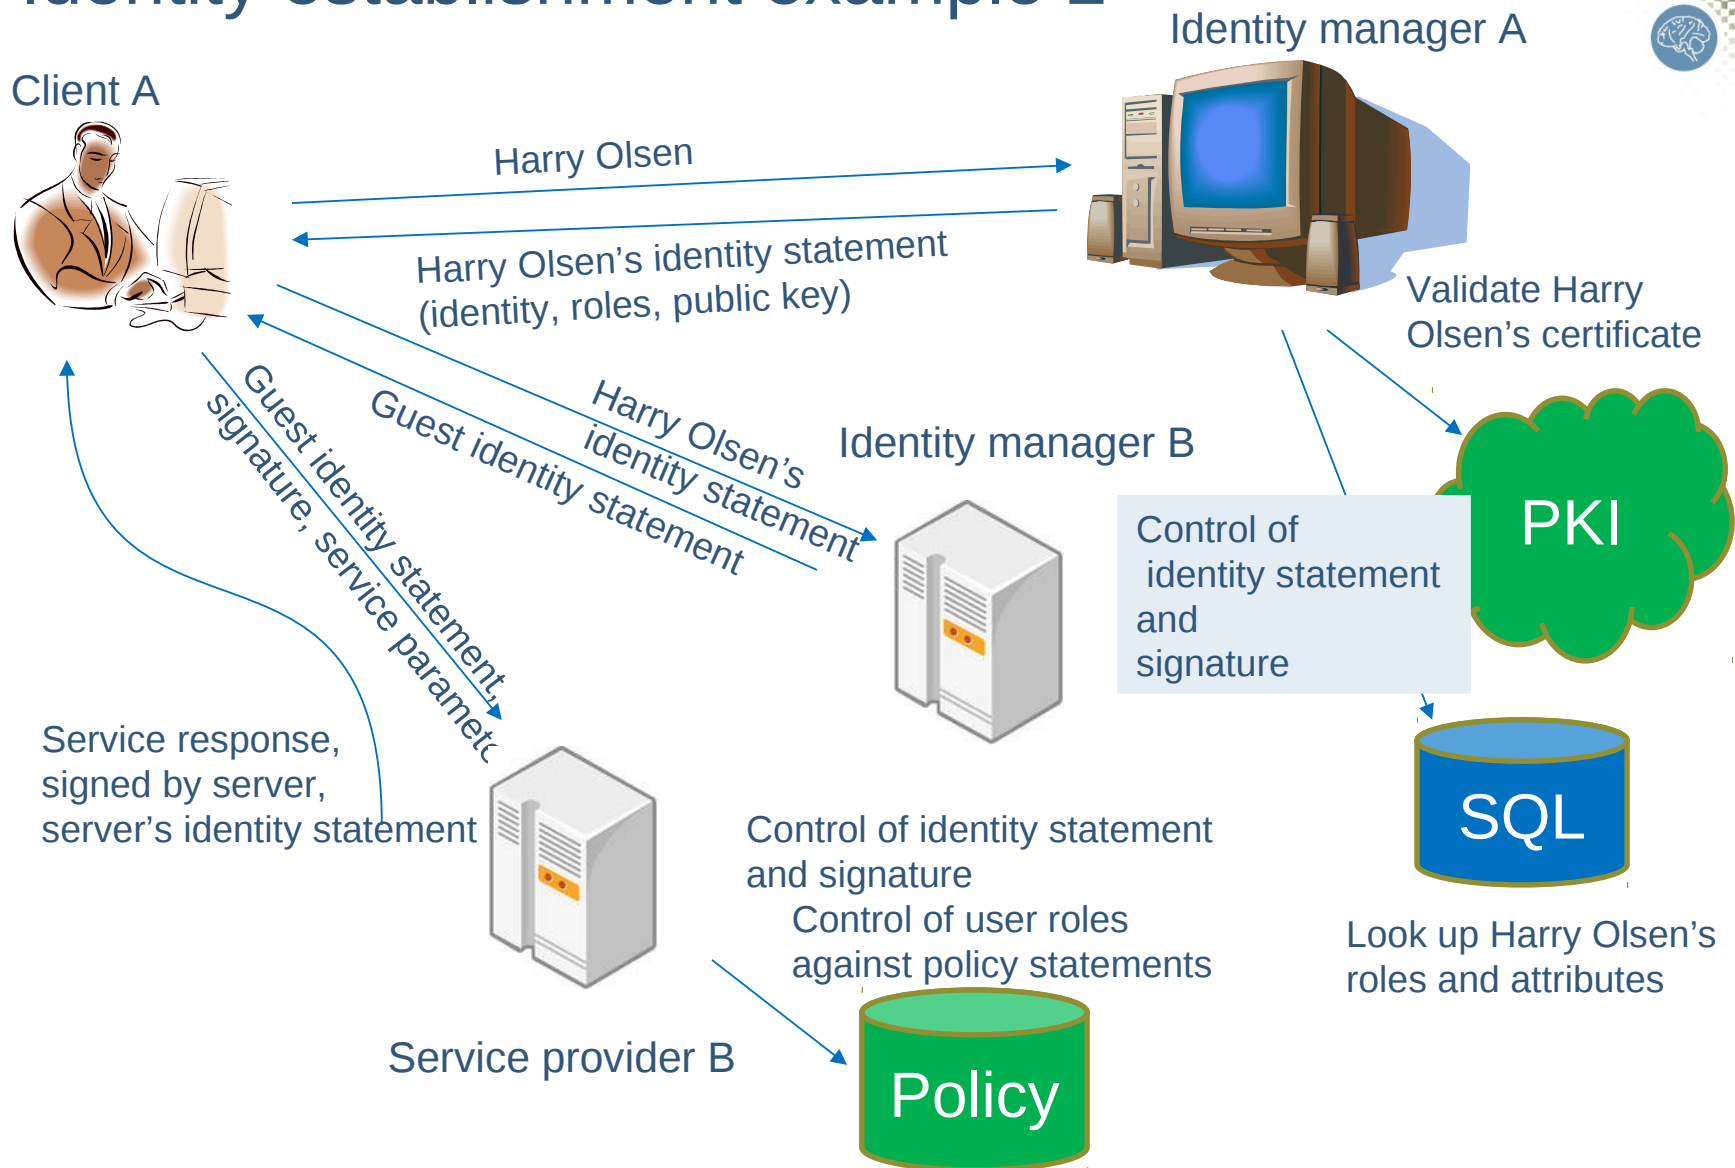 Identity establishment example
Identity manager A
Client A
Harry Olsen
Harry Olsen’s identity statement
(identity, roles, public key)
Validate Harry
Olsen’s certificate
Harry Olsen’s
identity statement
Guest identity statement
Guest identity statement,
signature, service
Identity manager B
PKI
Control of
identity statement
and
signature
Service response,
signed by server,
server’s identity statement
SQL
Control of identity statement
and signature
Control of user roles
against policy statements
Look up Harry Olsen’s
roles and attributes
Service provider B
Policy